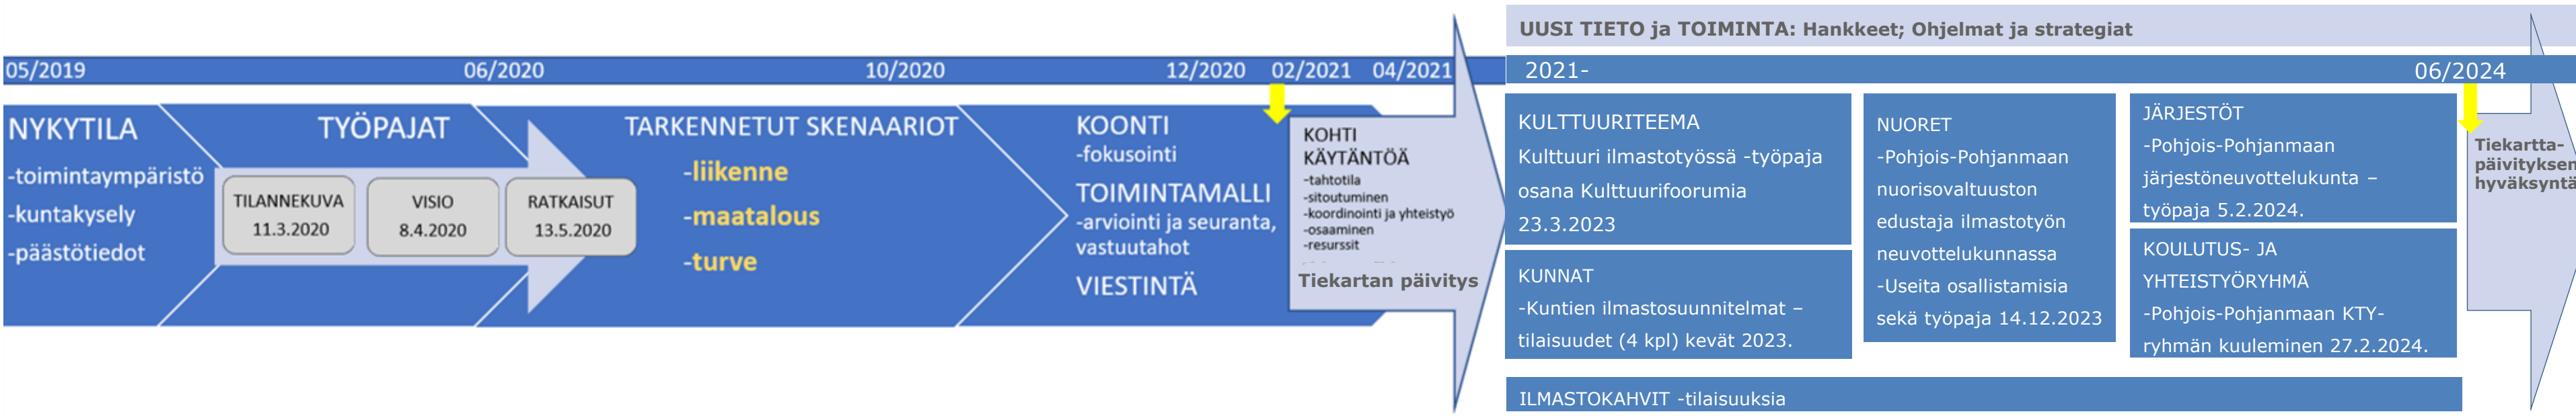 UUSI TIETO ja TOIMINTA: Hankkeet; Ohjelmat ja strategiat
05/2019
06/2020
10/2020
12/2020
02/2021
04/2021
2021-
06/2024
NYKYTILA
-toimintaympäristö
-kuntakysely
-päästötiedot
TYÖPAJAT
TILANNEKUVA
11.3.2020
VISIO
8.4.2020
RATKAISUT
13.5.2020
TARKENNETUT SKENAARIOT
-liikenne
-maatalous
-turve
KOONTI
-fokusointi
TOIMINTAMALLI
-arviointi ja seuranta,
vastuutahot
VIESTINTÄ
KOHTI
KÄYTÄNTÖÄ
-tahtotila
-sitoutuminen
-koordinointi ja yhteistyö
-osaaminen
-resurssit
Tiekartan päivitys
KULTTUURITEEMA
Kulttuuri ilmastotyössä -työpaja
osana Kulttuurifoorumia
23.3.2023
KUNNAT
-Kuntien ilmastosuunnitelmat –
tilaisuudet (4 kpl) kevät 2023.
NUORET
-Pohjois-Pohjanmaan
nuorisovaltuuston
edustaja ilmastotyön
neuvottelukunnassa
-Useita osallistamisia
sekä työpaja 14.12.2023
JÄRJESTÖT
-Pohjois-Pohjanmaan
järjestöneuvottelukunta –
työpaja 5.2.2024.
KOULUTUS- JA
YHTEISTYÖRYHMÄ
-Pohjois-Pohjanmaan KTY-
ryhmän kuuleminen 27.2.2024.
Tiekartta-
päivityksen
hyväksyntä
ILMASTOKAHVIT -tilaisuuksia